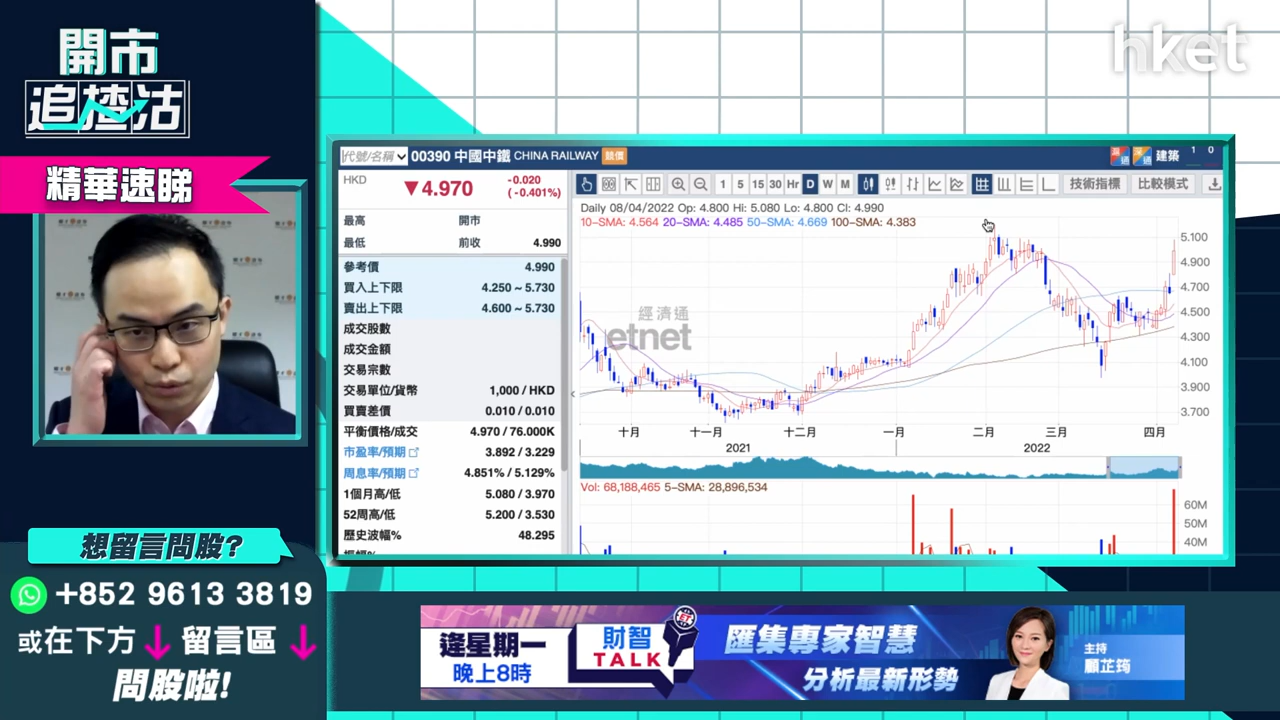 開市
追揸沽
精華速睇
hket
代號/名稱
00390 中國中鐵 CHINA RAILWAY 競價
滬通 深通 建築 1 0
HKD
▼4.970
-0.020
( -0.401%)
最高 開市
最低 前收 4.990
參考價 4.990
買入上下限 4.250 ~ 5.730
賣出上下限 4.600 ~ 5.730
成交股數
成交金額
交易宗數
交易單位/貨幣 1,000 / HKD
買賣差價 0.010 / 0.010
平衡價格/成交 4.970 / 76.000K
市盈率/預期 3.892 / 3.229
周息率/預期 4.851% / 5.129%
1個月高/低 5.080 / 3.970
52周高/低 5.200 / 3.530
歷史波幅% 48.295
1 5 15 30 Hr D W M
技術指標 比較模式
Daily 08/04/2022 Op: 4.800 Hi: 5.080 Lo: 4.800 Cl: 4.990
10-SMA: 4.564 20-SMA: 4.485 50-SMA: 4.669 100-SMA: 4.383
5.100
4.900
4.700
4.500
4.300
4.100
3.900
3.700
經濟通
etnet
十月 十一月 十二月 一月 二月 三月 四月
2021 2022
Vol: 68,188,465 5-SMA: 28,896,534
60M
50M
40M
想留言問股?
+852 9613 3819
或在下方 留言區
問股啦!
逢星期一
晚上8時
財智
TALK
匯集專家智慧
分析最新形勢
主持
顏芷筠